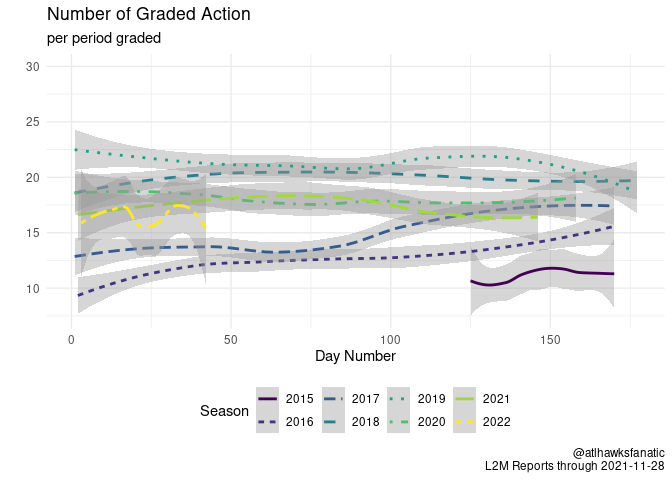 Number of Graded Action
per period graded
30
25
20
15
10
0 50 100 150
Day Number
Season
2015 2017 2019 2021
2016 2018 2020 2022
@atlhawksfanatic
L2M Reports through 2021-11-28